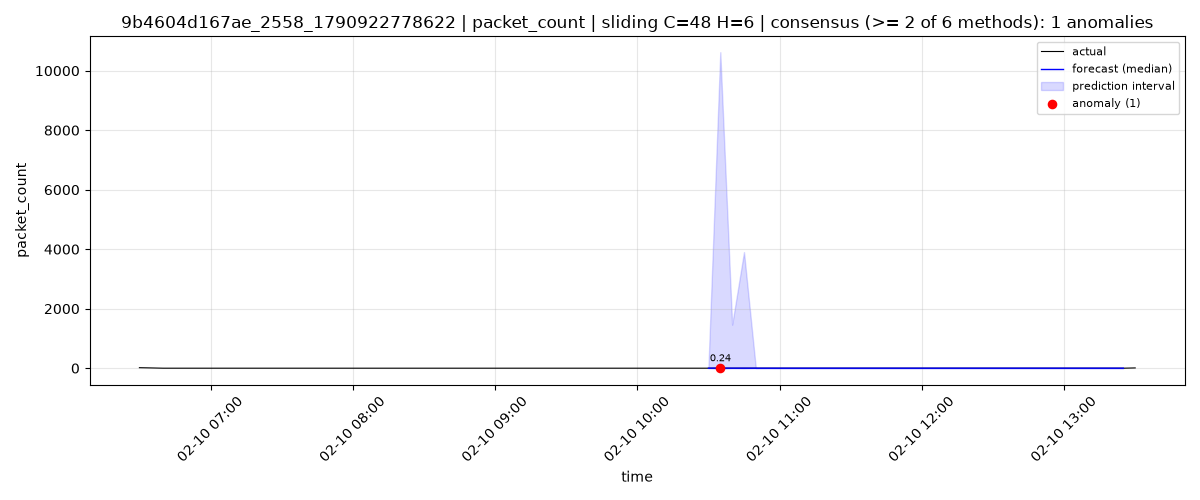 9b4604d167ae_2558_1790922778622 | packet_count | sliding C=48 H=6 | consensus (>= 2 of 6 methods): 1 anomalies
actual
forecast (median)
prediction interval
anomaly (1)
packet_count
10000
8000
6000
4000
2000
0
0.24
02-10 07:00
02-10 08:00
02-10 09:00
02-10 10:00
02-10 11:00
02-10 12:00
02-10 13:00
time